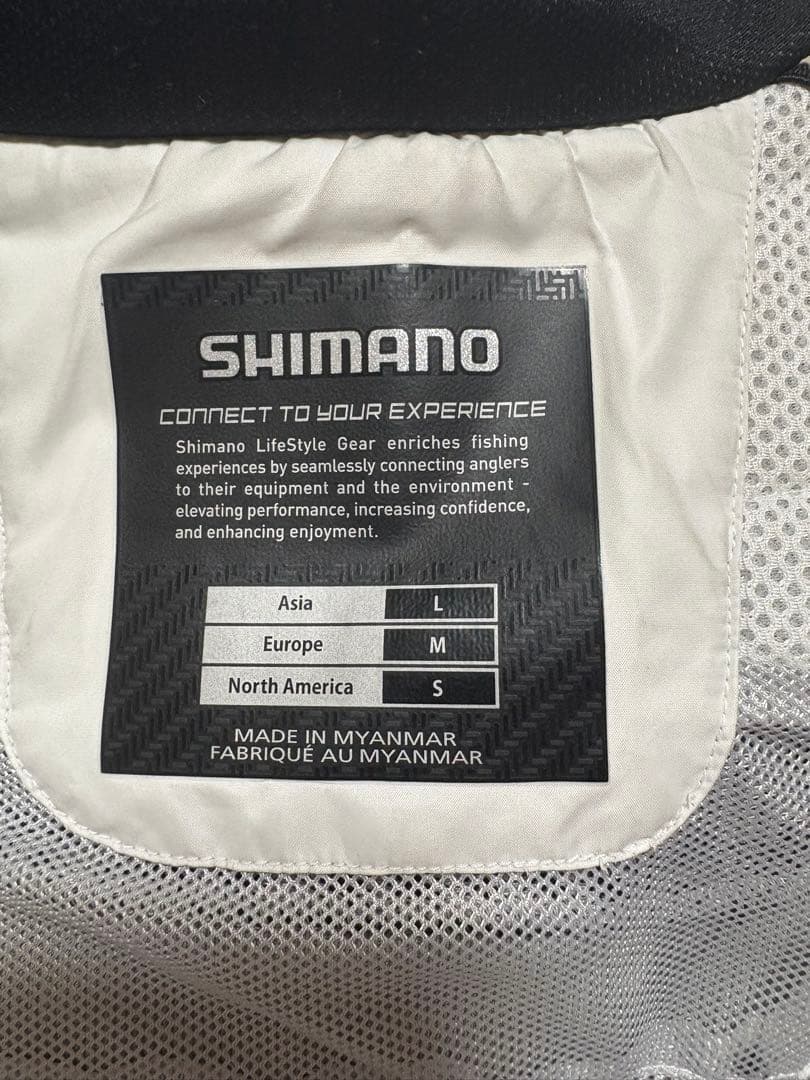 SHIMANO
CONNECT TO YOUR EXPERIENCE
Shimano LifeStyle Gear enriches fishing
experiences by seamlessly connecting anglers
to their equipment and the environment -
elevating performance, increasing confidence,
and enhancing enjoyment.
Asia L
Europe M
North America S
MADE IN MYANMAR
FABRIQUÉ AU MYANMAR